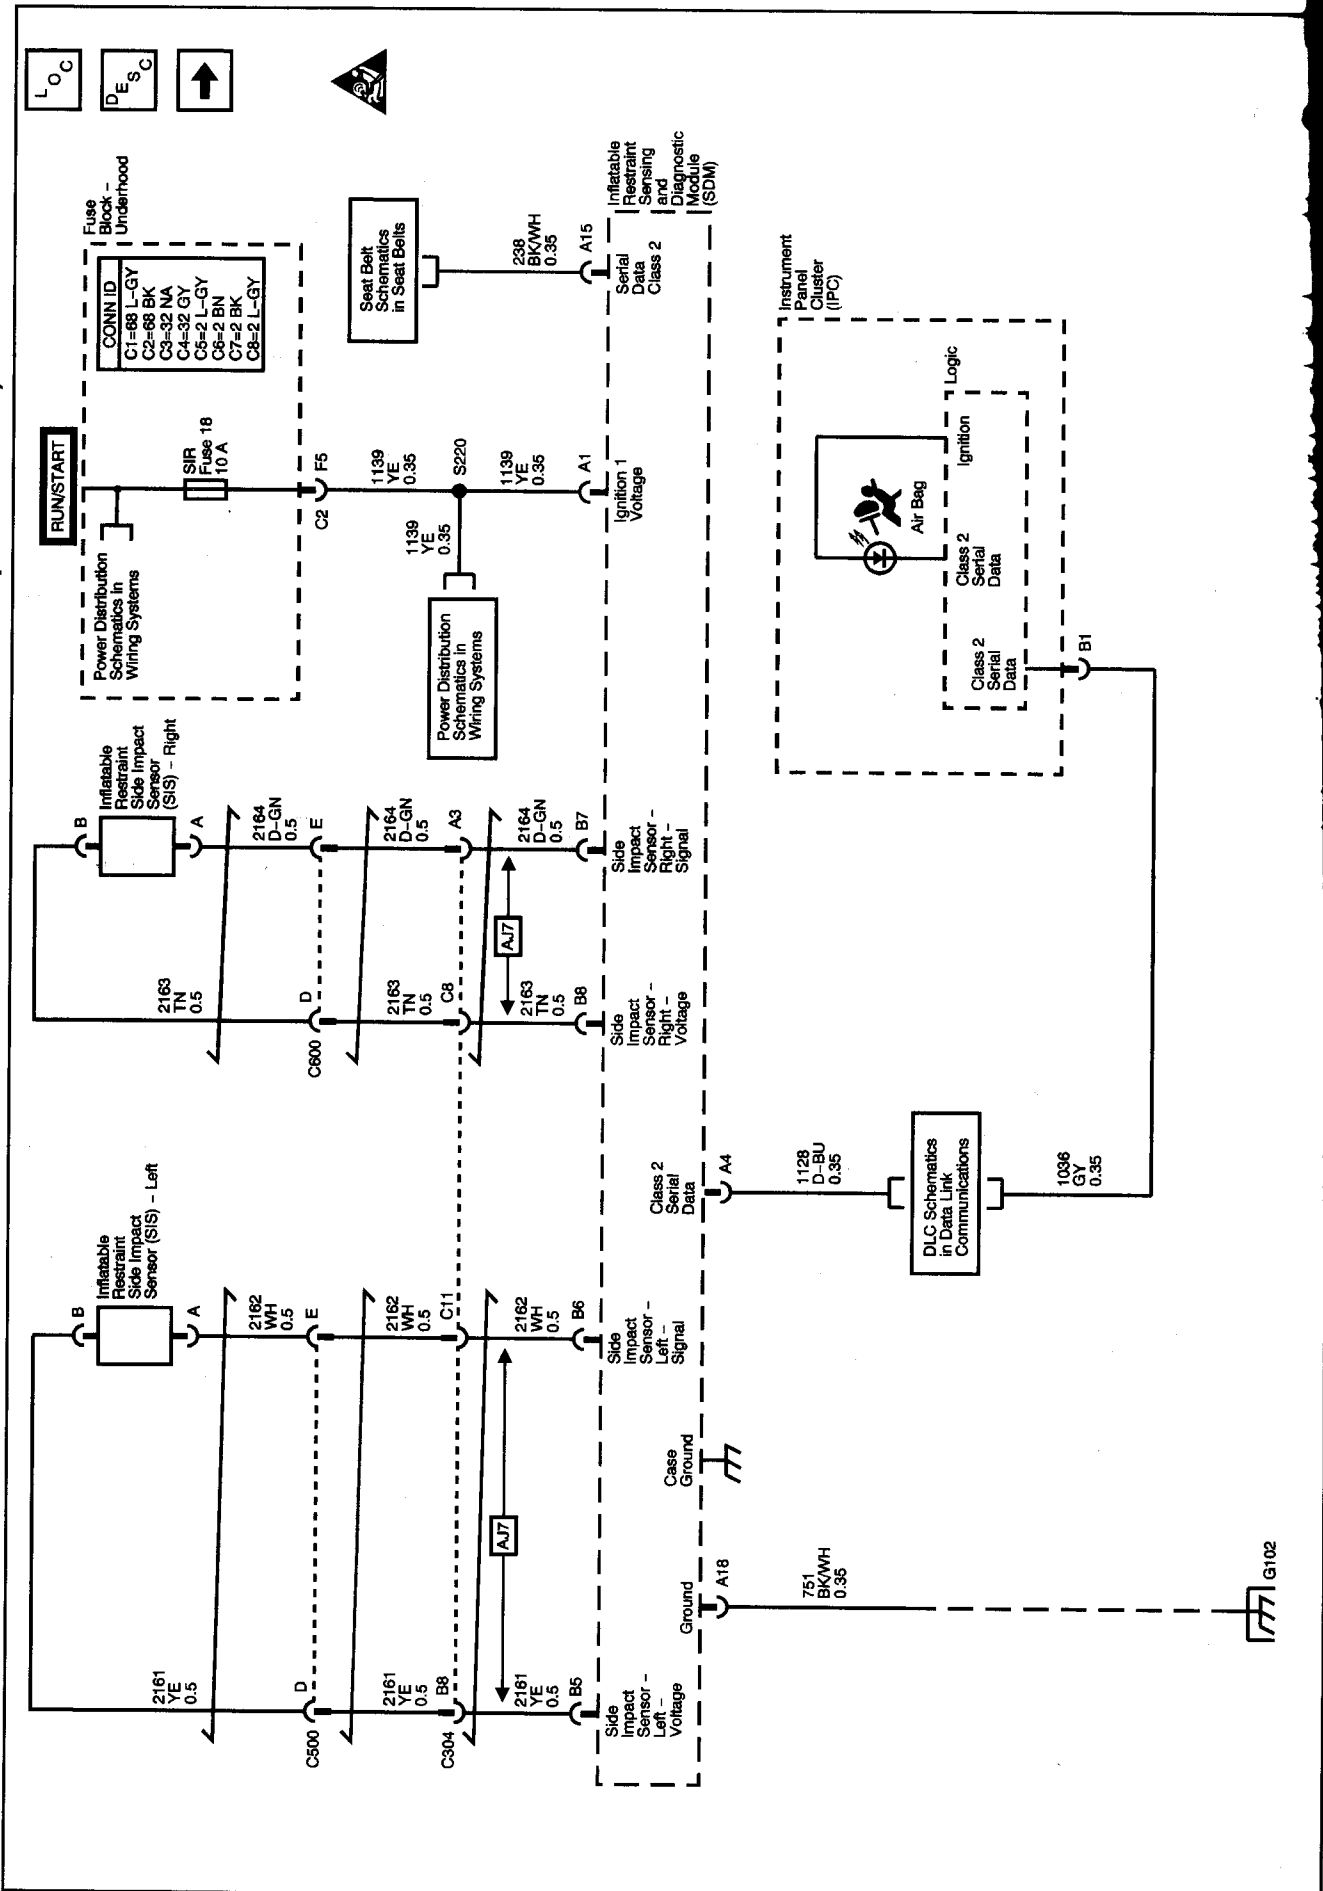 LOC
DESC
RUN/START
Power Distribution
Schematics in
Wiring Systems
SIR
Fuse 18
10 A
CONN ID
C1=68 L-GY
C2=68 BK
C3=32 NA
C4=32 GY
C5=2 L-GY
C6=2 BN
C7=2 BK
C8=2 L-GY
Fuse
Block –
Underhood
C2
F5
1139
YE
0.35
S220
1139
YE
0.35
Power Distribution
Schematics in
Wiring Systems
1139
YE
0.35
A1
Ignition 1
Voltage
Seat Belt
Schematics
in Seat Belts
238
BK/WH
0.35
A15
Serial
Data
Class 2
Inflatable
Restraint
Sensing
and
Diagnostic
Module
(SDM)
Inflatable
Restraint
Side Impact
Sensor (SIS) – Left
B
A
2161
YE
0.5
2162
WH
0.5
C500
D
E
2161
YE
0.5
2162
WH
0.5
C304
B8
C11
2161
YE
0.5
AJ7
2162
WH
0.5
B5
B6
Side
Impact
Sensor –
Left –
Voltage
Side
Impact
Sensor –
Left –
Signal
Inflatable
Restraint
Side Impact
Sensor
(SIS) – Right
B
A
2163
TN
0.5
2164
D-GN
0.5
C600
D
E
2163
TN
0.5
2164
D-GN
0.5
C8
A3
2163
TN
0.5
AJ7
2164
D-GN
0.5
B8
B7
Side
Impact
Sensor –
Right –
Voltage
Side
Impact
Sensor –
Right –
Signal
Ground
A18
751
BK/WH
0.35
G102
Case
Ground
Class 2
Serial
Data
A4
1128
D-BU
0.35
DLC Schematics
in Data Link
Communications
1036
GY
0.35
B1
Class 2
Serial
Data
Class 2
Serial
Data
Ignition
Logic
Air Bag
Instrument
Panel
Cluster
(IPC)